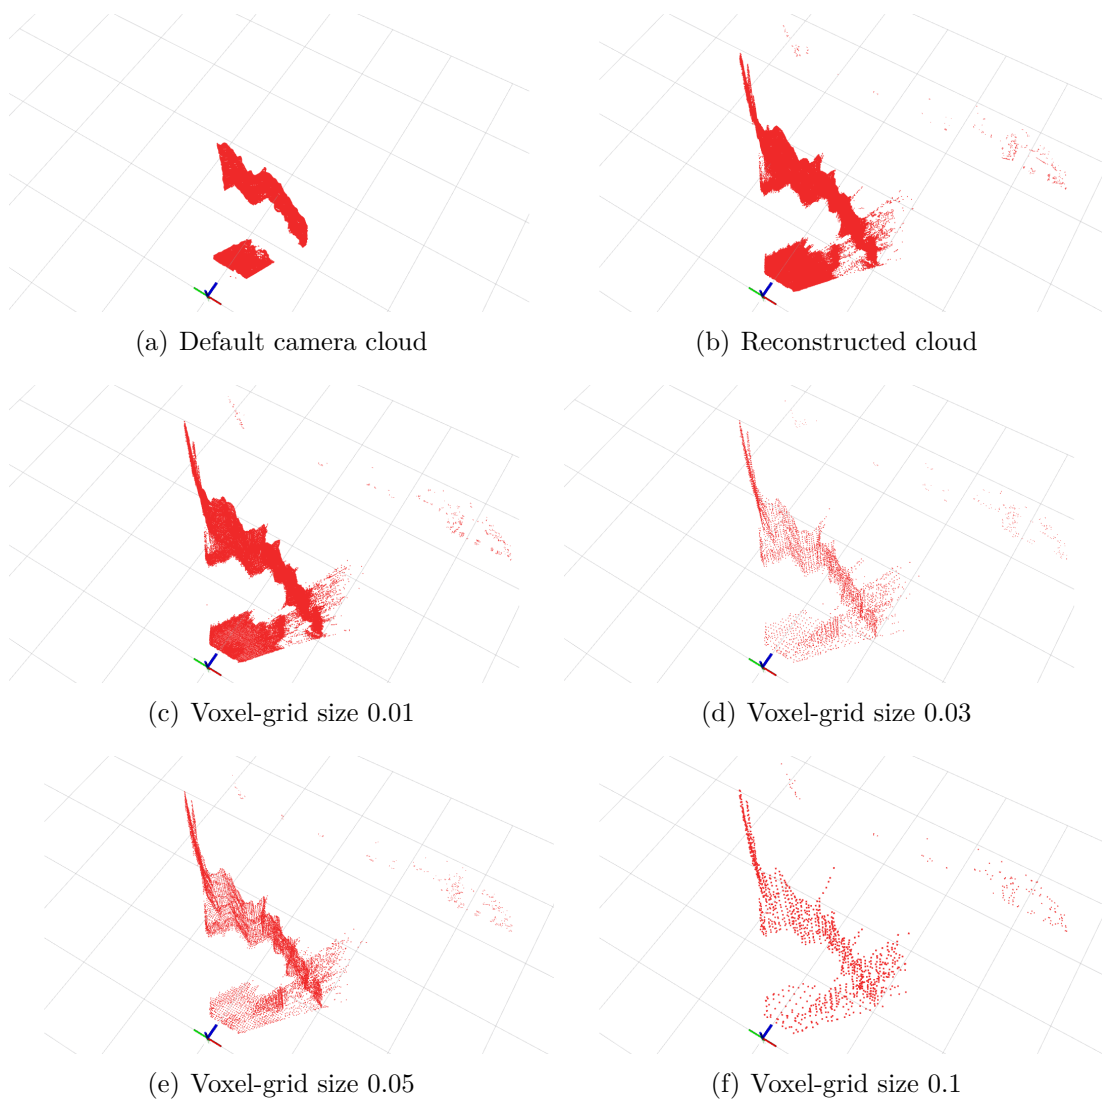 (a) Default camera cloud
(b) Reconstructed cloud
(c) Voxel-grid size 0.01
(d) Voxel-grid size 0.03
(e) Voxel-grid size 0.05
(f) Voxel-grid size 0.1